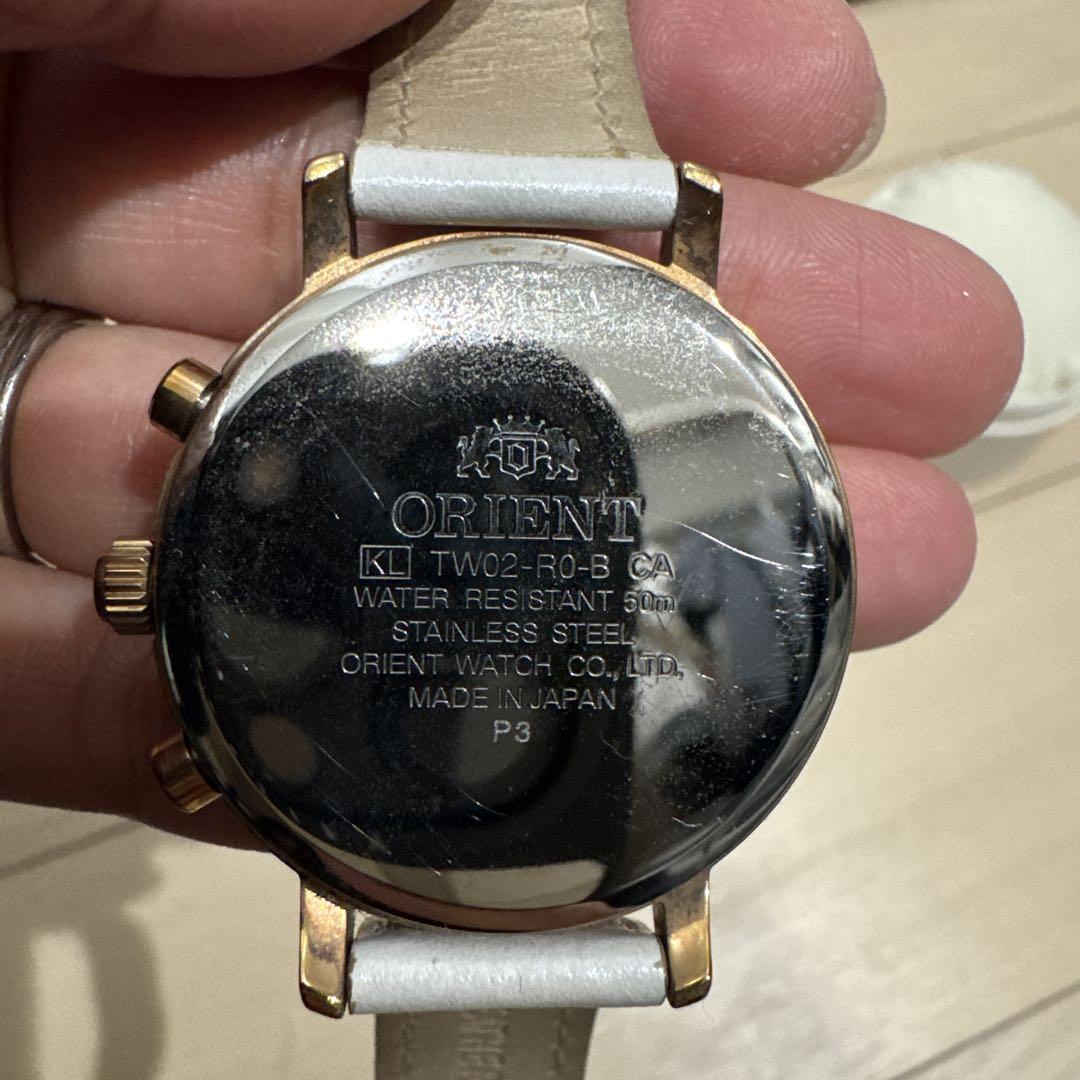 ORIENT
KL TW02-R0-B CA
WATER RESISTANT 50m
STAINLESS STEEL
ORIENT WATCH CO., LTD.
MADE IN JAPAN
P3